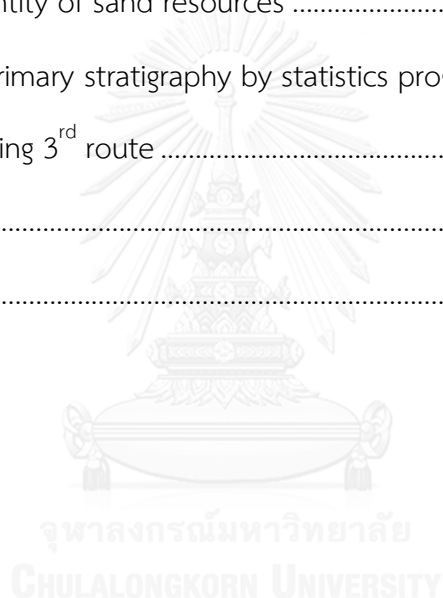 ntity of sand resources ........................
rimary stratigraphy by statistics pro
ing 3rd route ............................................
............................................................................
............................................................................
จุฬาลงกรณ์มหาวิทยาลัย
CHULALONGKORN UNIVERSITY